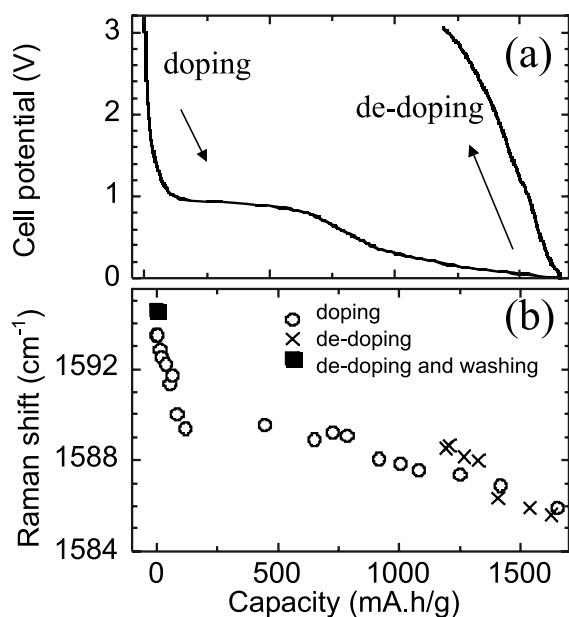 (a)
doping
de-doping
Cell potential (V)
3
2
1
0
(b)
doping
de-doping
de-doping and washing
Raman shift (cm⁻¹)
1592
1588
1584
0 500 1000 1500
Capacity (mA.h/g)